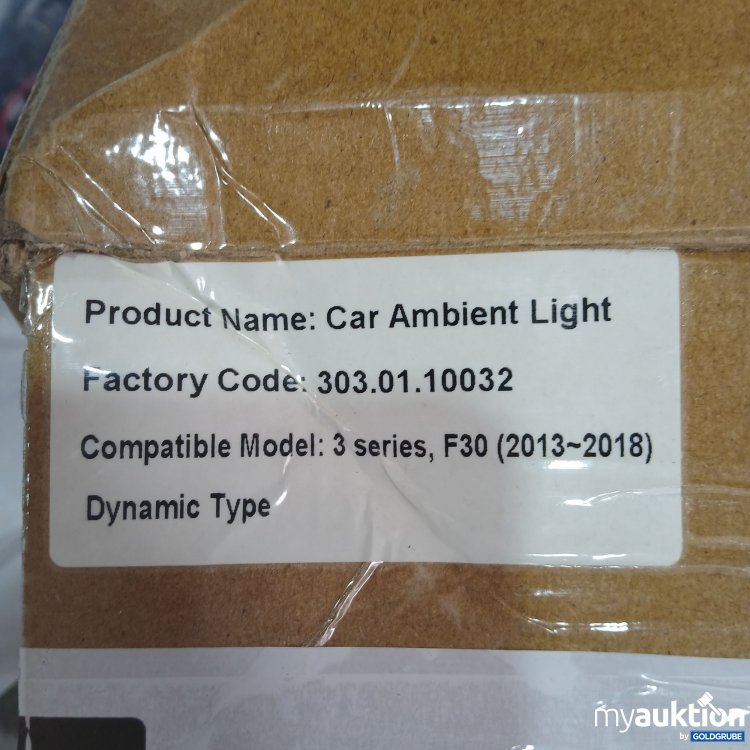 Product Name: Car Ambient Light
Factory Code: 303.01.10032
Compatible Model: 3 series, F30 (2013~2018)
Dynamic Type
myauktion
by GOLDGRUBE